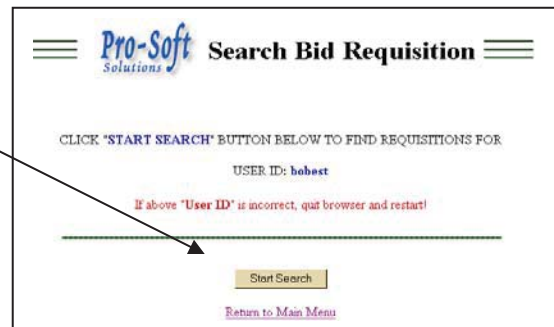 Pro-Soft Solutions Search Bid Requisition
CLICK "START SEARCH" BUTTON BELOW TO FIND REQUISITIONS FOR
USER ID: bobest
If above "User ID" is incorrect, quit browser and restart!
Start Search
Return to Main Menu